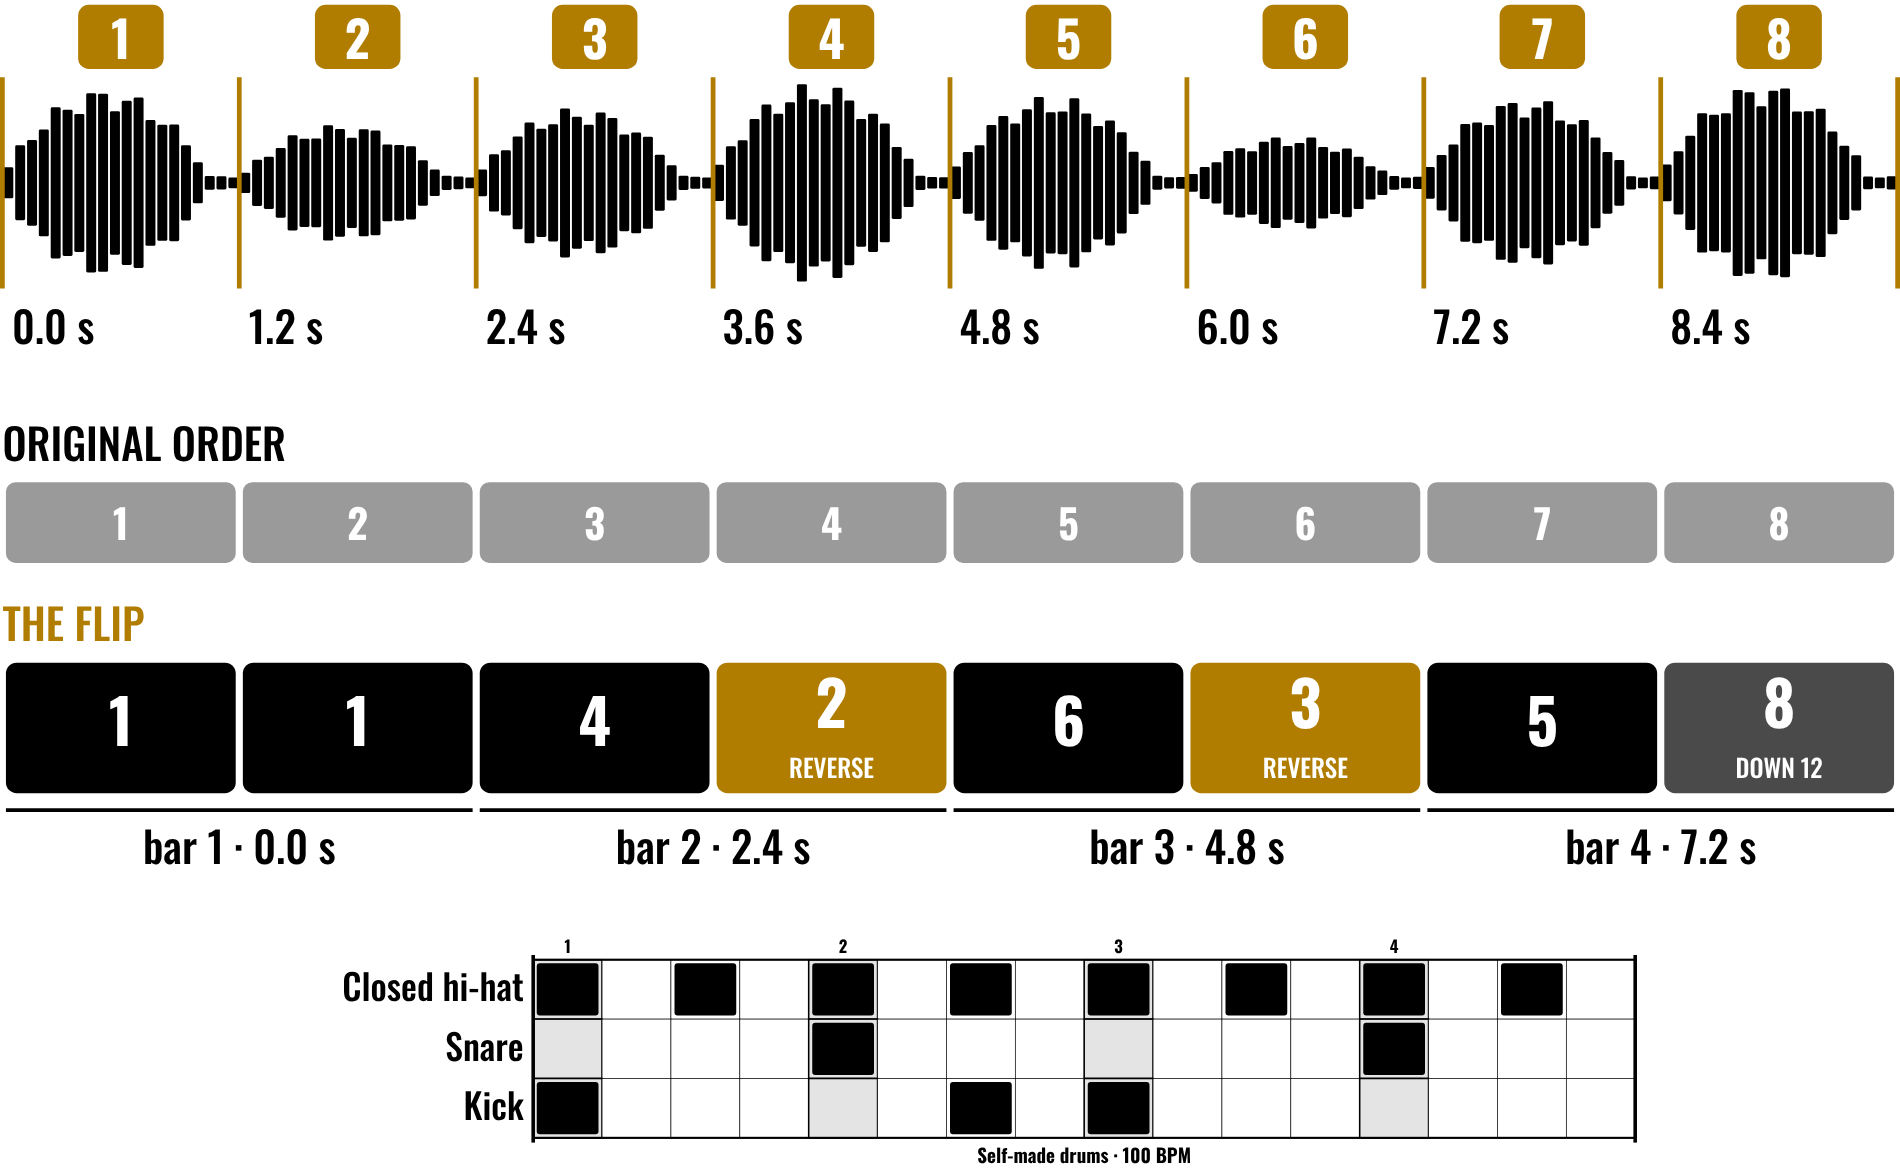 1 2 3 4 5 6 7 8
0.0 s 1.2 s 2.4 s 3.6 s 4.8 s 6.0 s 7.2 s 8.4 s
ORIGINAL ORDER
1 2 3 4 5 6 7 8
THE FLIP
1 1 4 2 6 3 5 8
REVERSE REVERSE DOWN 12
bar 1 · 0.0 s bar 2 · 2.4 s bar 3 · 4.8 s bar 4 · 7.2 s
1 2 3 4
Closed hi-hat
Snare
Kick
Self-made drums · 100 BPM